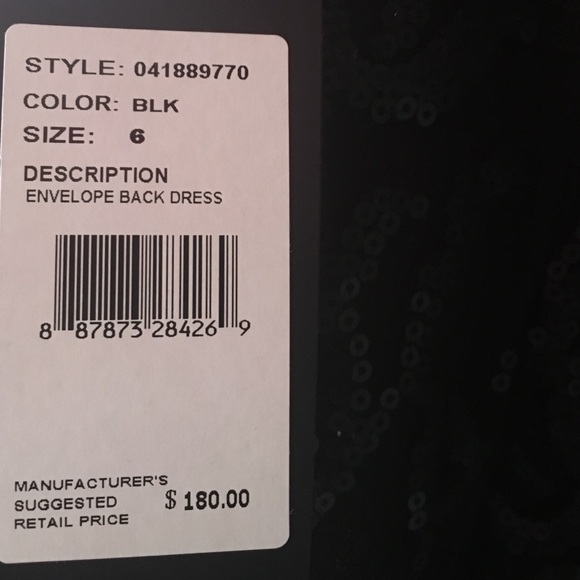 STYLE: 041889770
COLOR: BLK
SIZE: 6
DESCRIPTION
ENVELOPE BACK DRESS
8 87873 28426 9
MANUFACTURER'S
SUGGESTED
RETAIL PRICE $ 180.00